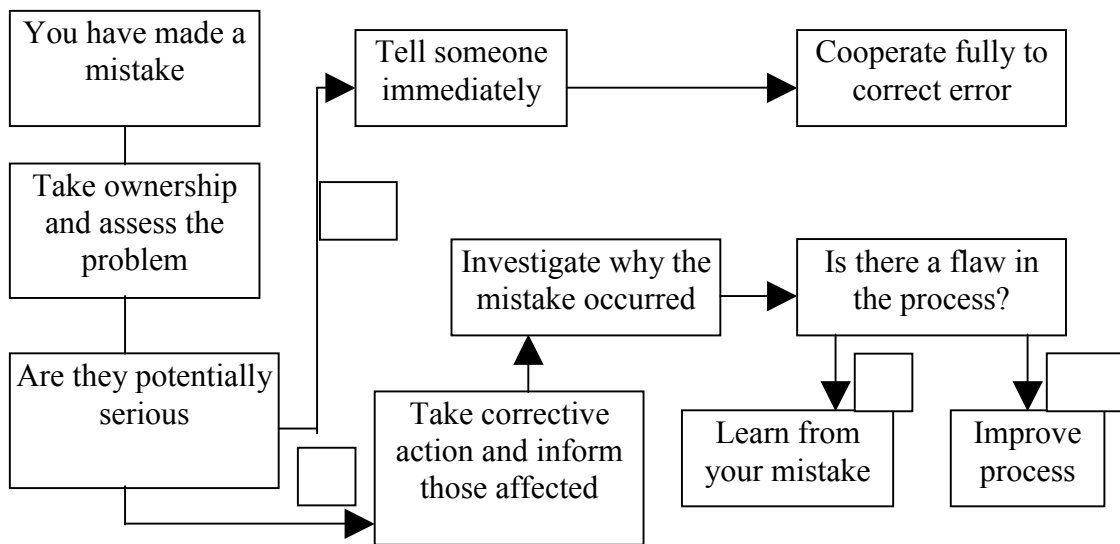 You have made a
mistake
Tell someone
immediately
Cooperate fully to
correct error
Take ownership
and assess the
problem
Investigate why the
mistake occurred
Is there a flaw in
the process?
Are they potentially
serious
Take corrective
action and inform
those affected
Learn from
your mistake
Improve
process